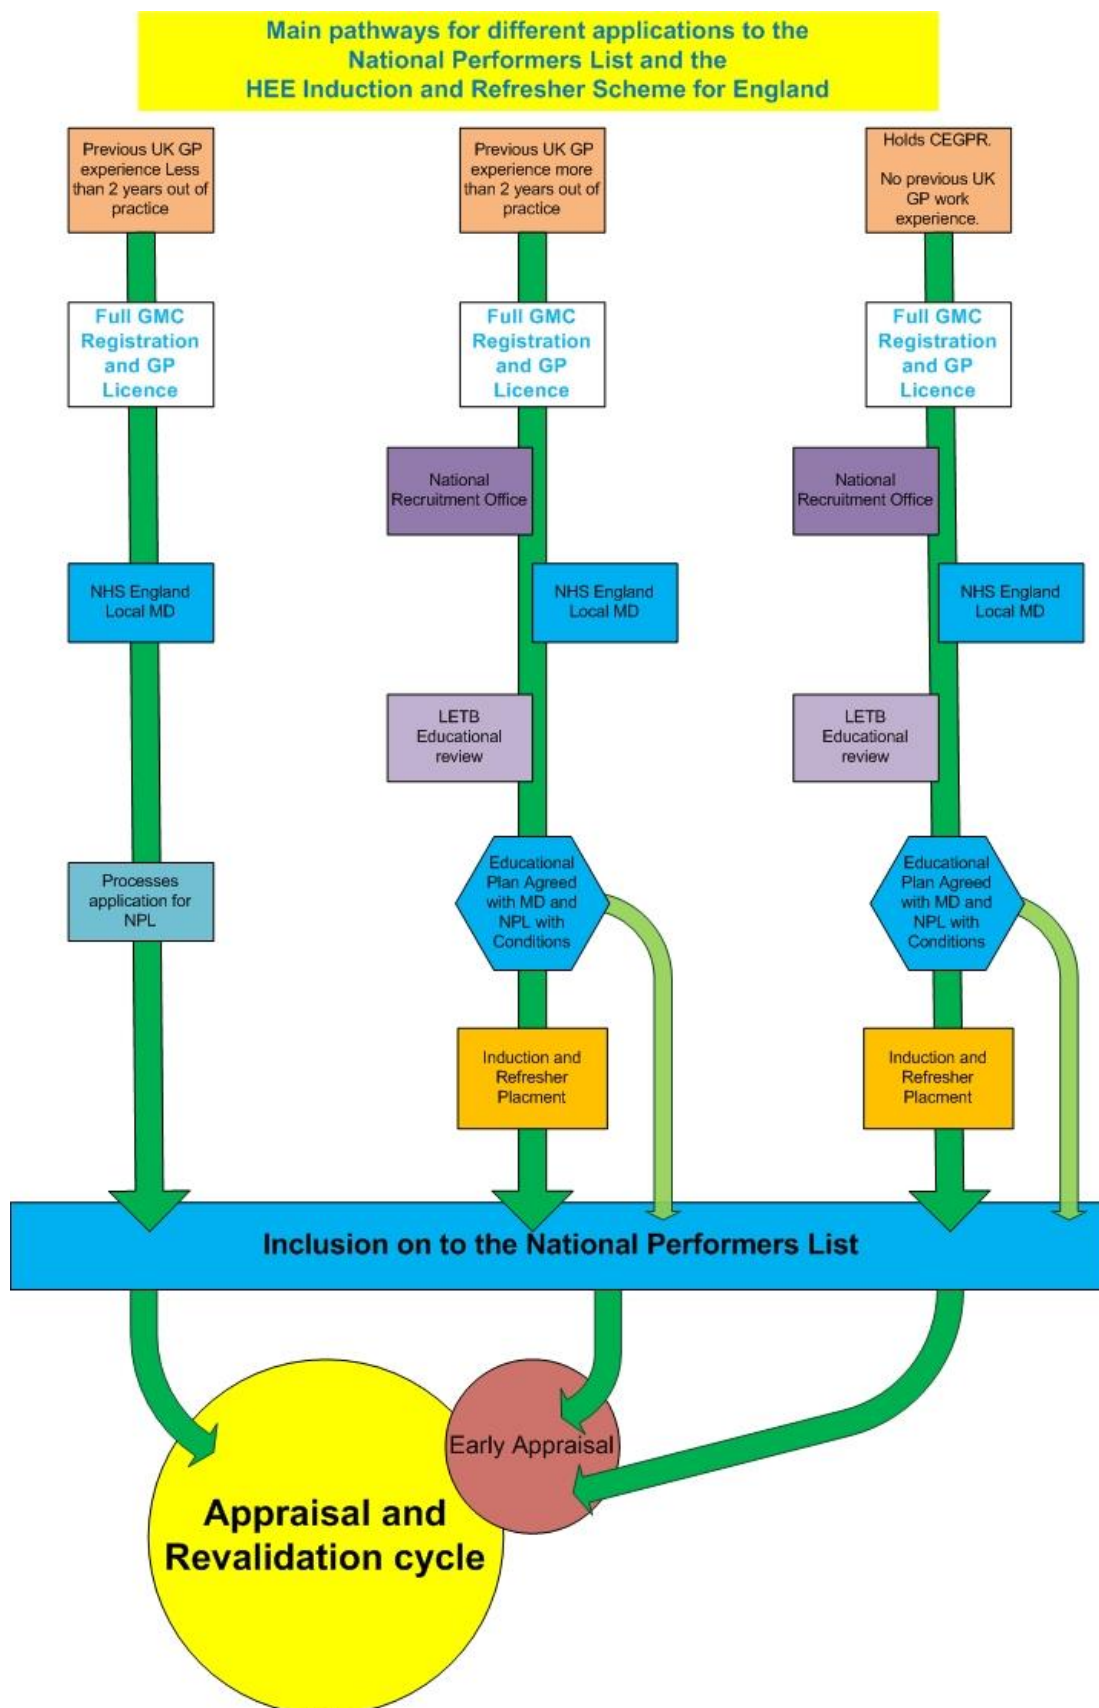 Main pathways for different applications to the
National Performers List and the
HEE Induction and Refresher Scheme for England
Previous UK GP
experience Less
than 2 years out of
practice
Previous UK GP
experience more
than 2 years out of
practice
Holds CEGPR.
No previous UK
GP work
experience.
Full GMC
Registration
and GP
Licence
Full GMC
Registration
and GP
Licence
Full GMC
Registration
and GP
Licence
National
Recruitment Office
National
Recruitment Office
NHS England
Local MD
NHS England
Local MD
NHS England
Local MD
LETB
Educational
review
LETB
Educational
review
Processes
application for
NPL
Educational
Plan Agreed
with MD and
NPL with
Conditions
Educational
Plan Agreed
with MD and
NPL with
Conditions
Induction and
Refresher
Placment
Induction and
Refresher
Placment
Inclusion on to the National Performers List
Early Appraisal
Appraisal and
Revalidation cycle